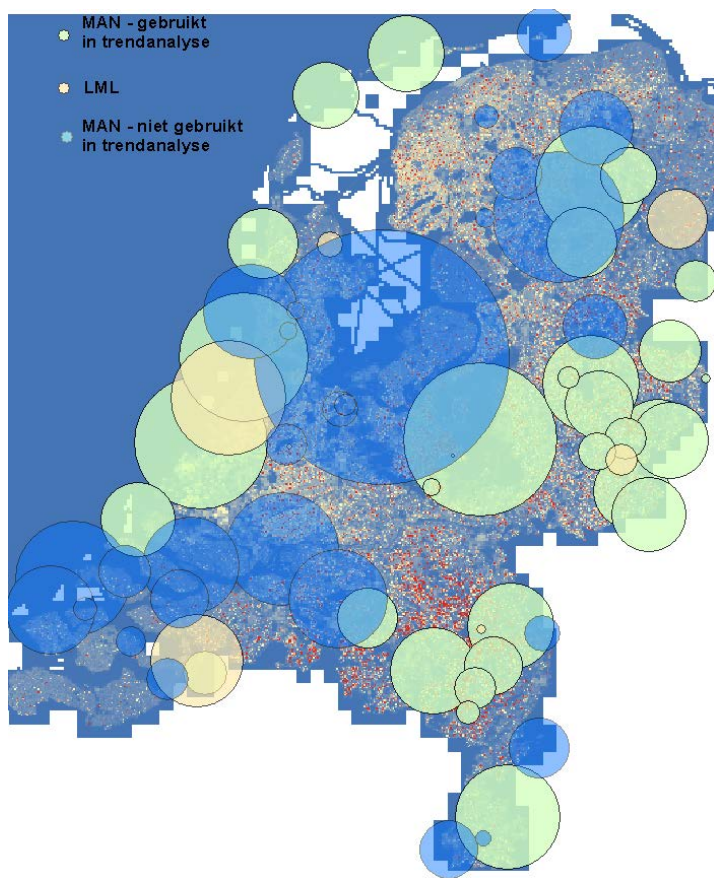 MAN - gebruikt
in trendanalyse
LML
MAN - niet gebruikt
in trendanalyse